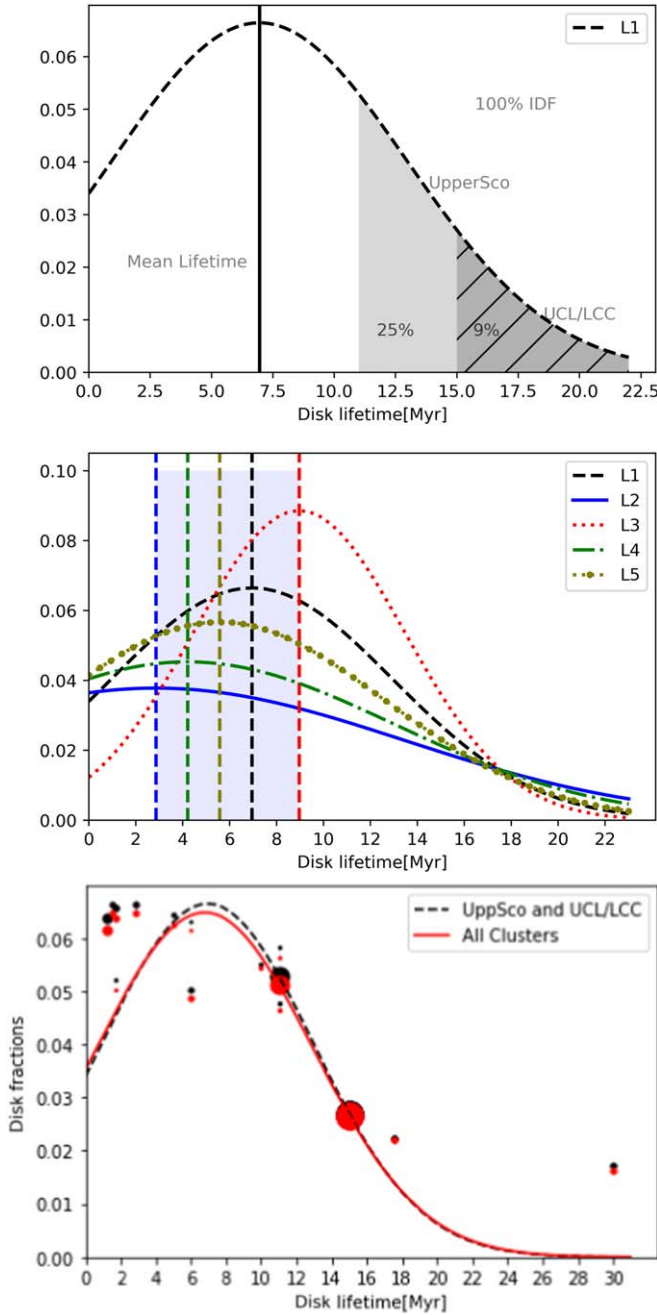 L1
0.06
100% IDF
0.05
0.04
UpperSco
0.03
Mean Lifetime
0.02
UCL/LCC
0.01
25%
9%
0.00
0.0 2.5 5.0 7.5 10.0 12.5 15.0 17.5 20.0 22.5
Disk lifetime[Myr]
0.10
L1
L2
0.08
L3
L4
L5
0.06
0.04
0.02
0.00
0 2 4 6 8 10 12 14 16 18 20 22
Disk lifetime[Myr]
UppSco and UCL/LCC
All Clusters
0.06
0.05
0.04
Disk fractions
0.03
0.02
0.01
0.00
0 2 4 6 8 10 12 14 16 18 20 22 24 26 28 30
Disk lifetime[Myr]